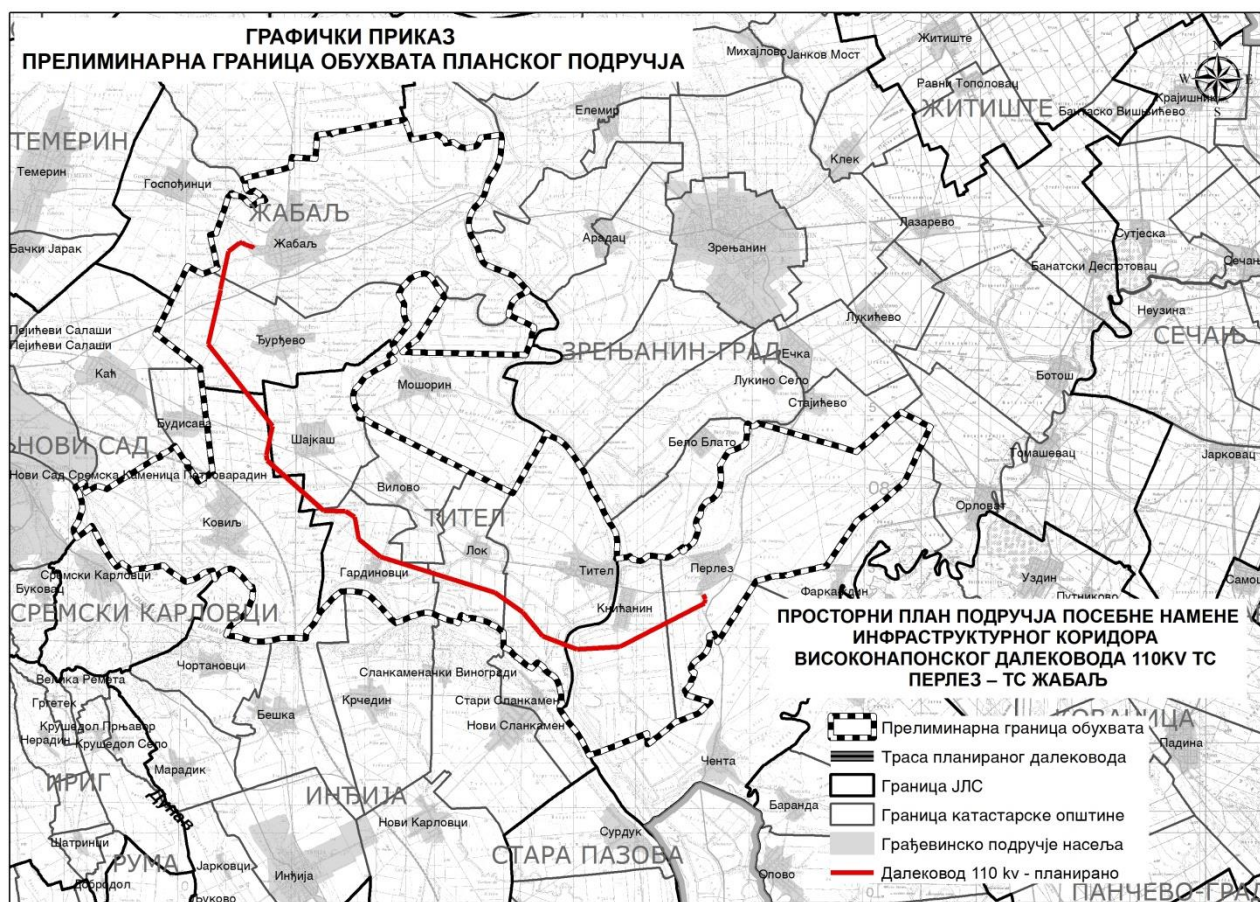 ГРАФИЧКИ ПРИКАЗ
ПРЕЛИМИНАРНА ГРАНИЦА ОБУХВАТА ПЛАНСКОГ ПОДРУЧЈА
N
W
E
S
Михајлово
Јанков Мост
Житиште
Равни Тополовац
ЖИТИШТЕ
Банатско Вишњићево
Елемир
Клек
ТЕМЕРИН
Темерин
Госпођинци
ЖАБАЉ
Жабаљ
Бачки Јарак
Арадац
Зрењанин
Лазарево
Сутјеска
Банатски Деспотовац
Неузина
СЕЧАЊ
Пејићеви Салаши
Пејићеви Салаши
Каћ
Ђурђево
Лукићево
ЗРЕЊАНИН-ГРАД
Ечка
Лукино Село
Стајићево
Ботош
Мошорин
Будисава
Шајкаш
Бело Блато
НОВИ САД
Нови Сад
Сремска Каменица
Петроварадин
Томашевац
Јарковац
Вилово
Орловат
Ковиљ
ТИТЕЛ
Лок
Тител
Перлез
Гардиновци
Книћанин
Фаркаждин
Уздин
Путниково
Сремски Карловци
Буковац
СРЕМСКИ КАРЛОВЦИ
Чортановци
Сланкаменачки Виногради
Стари Сланкамен
Нови Сланкамен
Крчедин
Бешка
Велика Ремета
Гргетек
Крушедол Прњавор
Нерадин
Крушедол Село
Марадик
ИРИГ
Дунав
ИНЂИЈА
Нови Карловци
Чента
Баранда
Падина
Шатринци
РУМА
Јарковци
Добродол
Инђија
Сурдук
СТАРА ПАЗОВА
Опово
ПРОСТОРНИ ПЛАН ПОДРУЧЈА ПОСЕБНЕ НАМЕНЕ
ИНФРАСТРУКТУРНОГ КОРИДОРА
ВИСОКОНАПОНСКОГ ДАЛЕКОВОДА 110KV ТС
ПЕРЛЕЗ – ТС ЖАБАЉ
Прелиминарна граница обухвата
Траса планираног далековода
Граница ЈЛС
Граница катастарске општине
Грађевинско подручје насеља
Далековод 110 kv - планирано